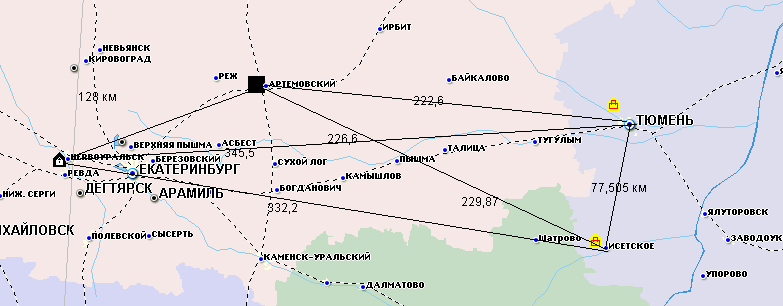 ИРБИТ
НЕВЬЯНСК
КИРОВОГРАД
РЕЖ
АРТЕМОВСКИЙ
БАЙКАЛОВО
128 км
222,6
ТЮМЕНЬ
ВЕРХНЯЯ ПЫШМА
АСБЕСТ
226,6
ТУГУЛЫМ
ТАЛИЦА
345,5
ПЕРВОУРАЛЬСК
БЕРЕЗОВСКИЙ
СУХОЙ ЛОГ
ПЫШМА
РЕВДА
ЕКАТЕРИНБУРГ
КАМЫШЛОВ
НИЖ. СЕРГИ
ДЕГТЯРСК
АРАМИЛЬ
БОГДАНОВИЧ
77,505 км
332,2
229,87
ЯЛУТОРОВСК
ХАЙЛОВСК
ПОЛЕВСКОЙ
СЫСЕРТЬ
ШАТРОВО
ИСЕТСКОЕ
ЗАВОДОУК
КАМЕНСК-УРАЛЬСКИЙ
УПОРОВО
ДАЛМАТОВО